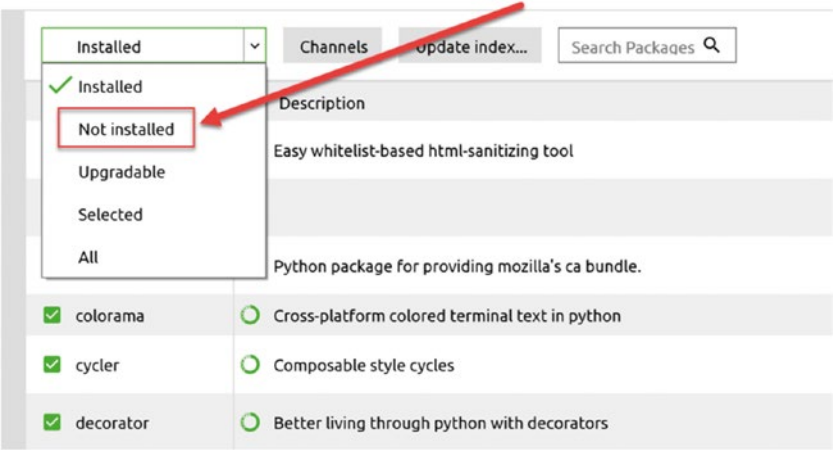 Installed Channels Update index... Search Packages
Installed
Description
Not installed
Easy whitelist-based html-sanitizing tool
Upgradable
Selected
All
Python package for providing mozilla's ca bundle.
colorama Cross-platform colored terminal text in python
cycler Composable style cycles
decorator Better living through python with decorators